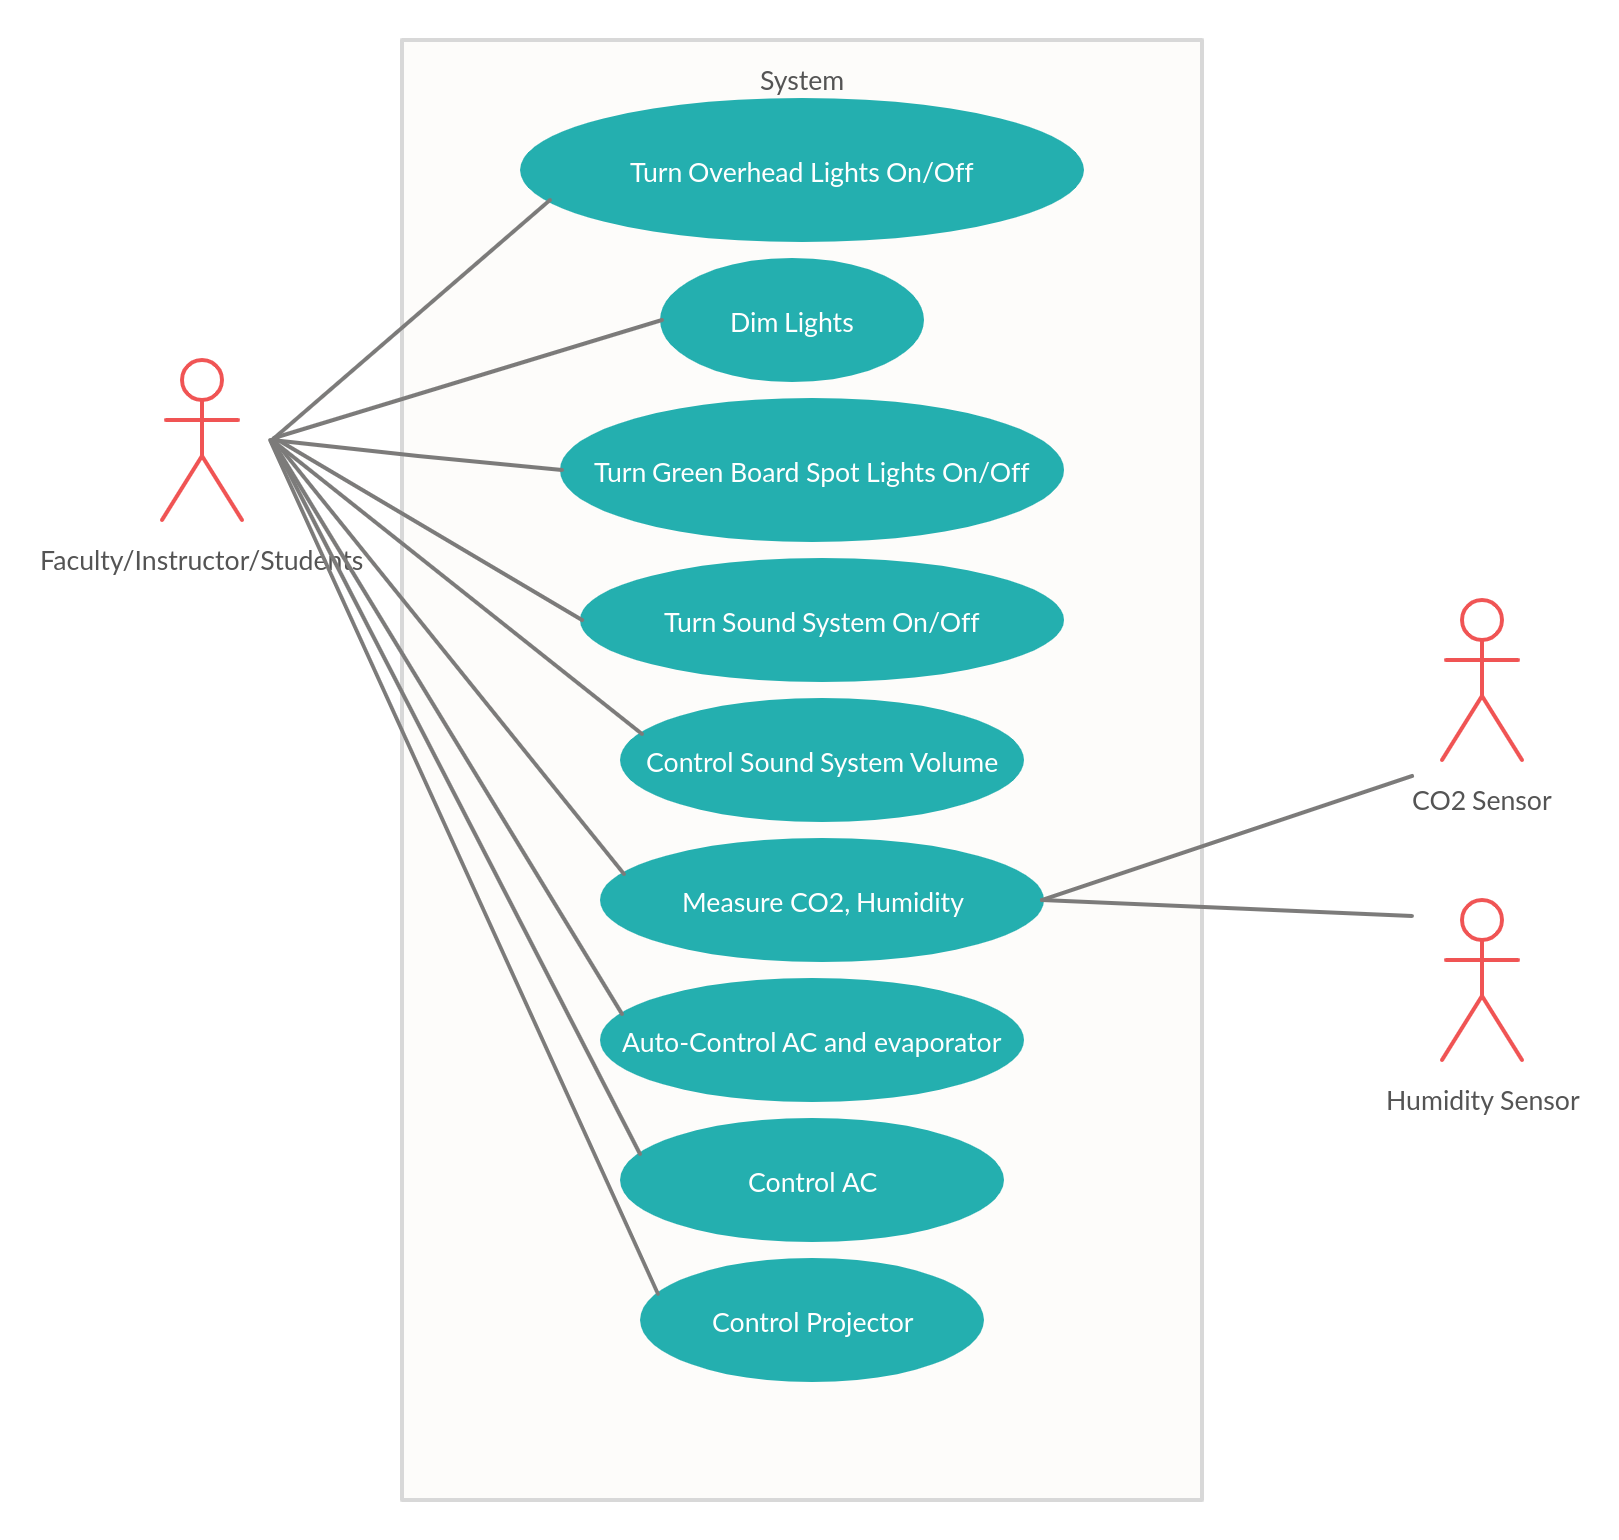 System
Turn Overhead Lights On/Off
Dim Lights
Turn Green Board Spot Lights On/Off
Faculty/Instructor/Students
Turn Sound System On/Off
Control Sound System Volume
CO2 Sensor
Measure CO2, Humidity
Auto-Control AC and evaporator
Humidity Sensor
Control AC
Control Projector